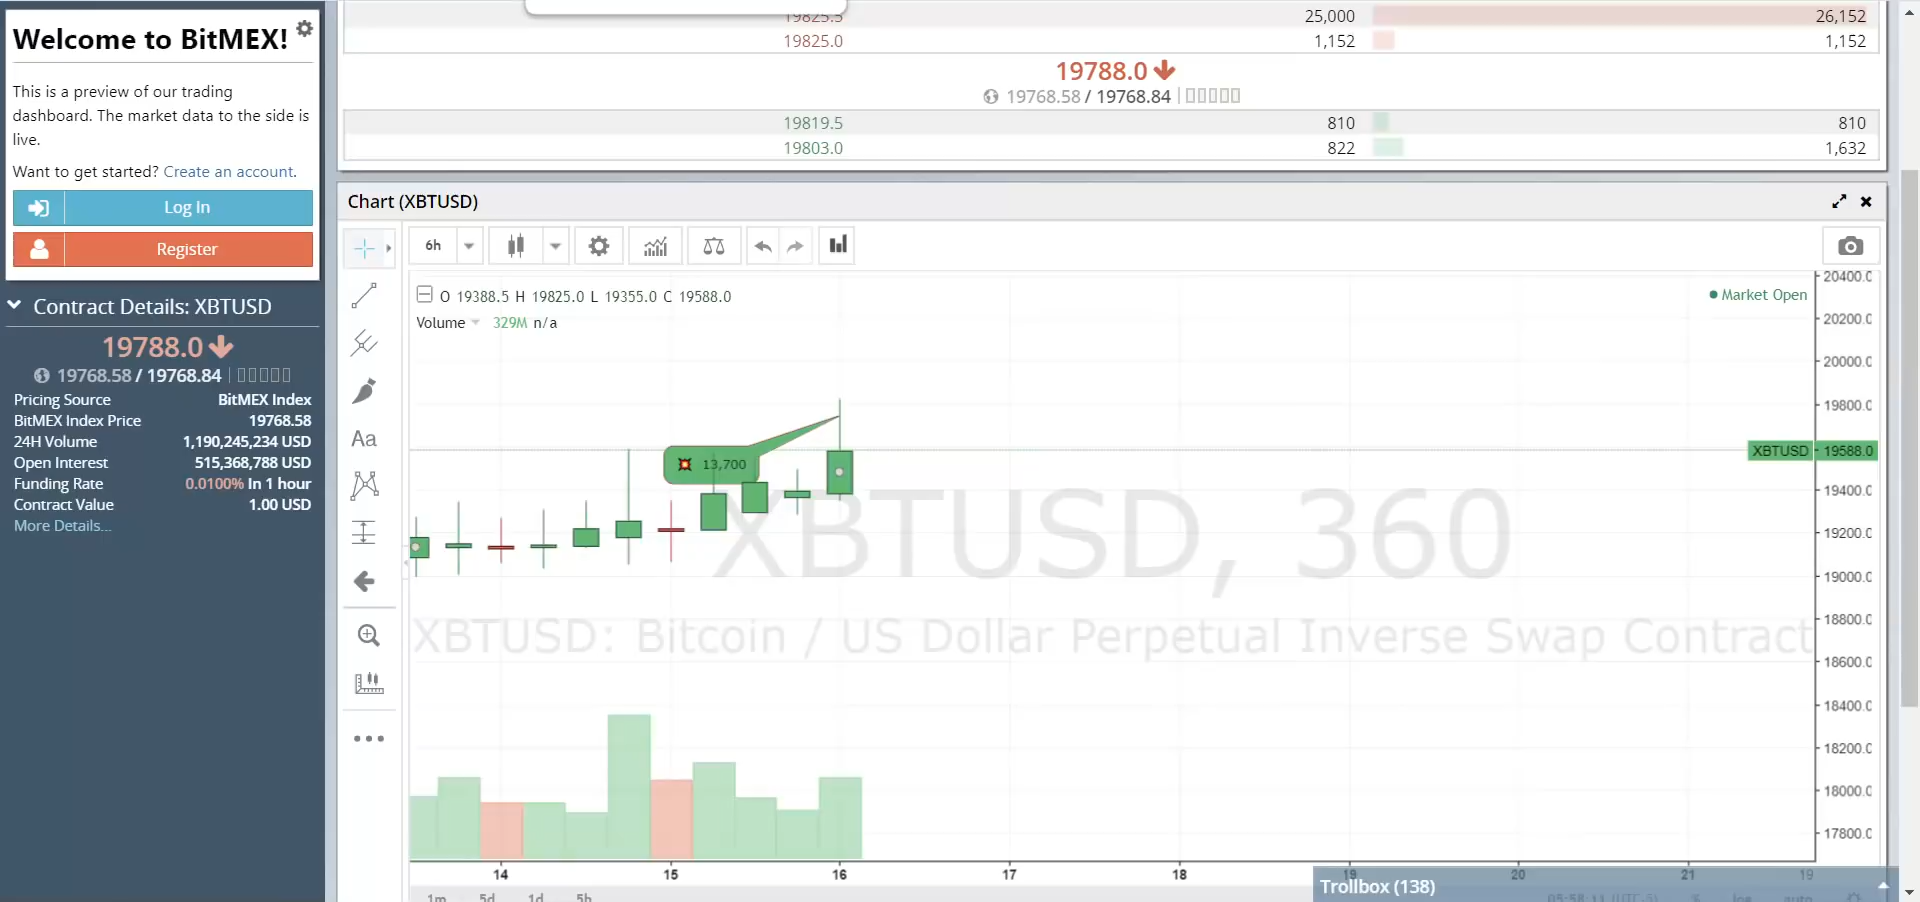 Welcome to BitMEX!
This is a preview of our trading
dashboard. The market data to the side is
live.
Want to get started? Create an account.
Log In
Register
Contract Details: XBTUSD
19788.0
19768.58 / 19768.84
Pricing Source BitMEX Index
BitMEX Index Price 19768.58
24H Volume 1,190,245,234 USD
Open Interest 515,368,788 USD
Funding Rate 0.0100% In 1 hour
Contract Value 1.00 USD
More Details...
19825.5 25,000 26,152
19825.0 1,152 1,152
19788.0
19768.58 / 19768.84
19819.5 810 810
19803.0 822 1,632
Chart (XBTUSD)
6h
O 19388.5 H 19825.0 L 19355.0 C 19588.0
Market Open
Volume 329M n/a
Aa
13,700
XBTUSD 19588.0
XBTUSD, 360
XBTUSD: Bitcoin / US Dollar Perpetual Inverse Swap Contract
20400.0
20200.0
20000.0
19800.0
19400.0
19200.0
19000.0
18800.0
18600.0
18400.0
18200.0
18000.0
17800.0
14 15 16 17 18 19 20 21 19
1m 5d 1d 5h
Trollbox (138)